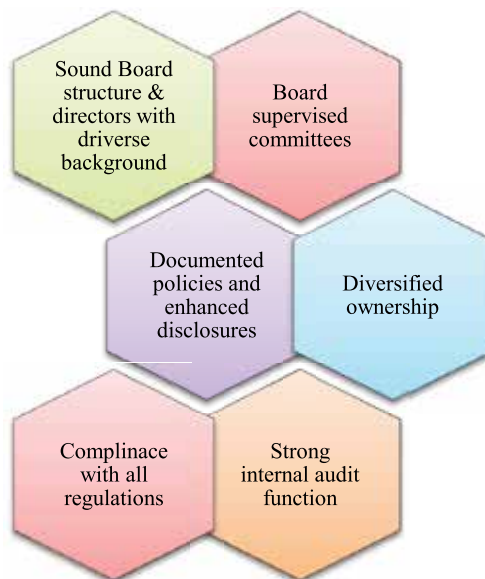 Sound Board
structure &
directors with
driverse
background
Board
supervised
committees
Documented
policies and
enhanced
disclosures
Diversified
ownership
Complinace
with all
regulations
Strong
internal audit
function